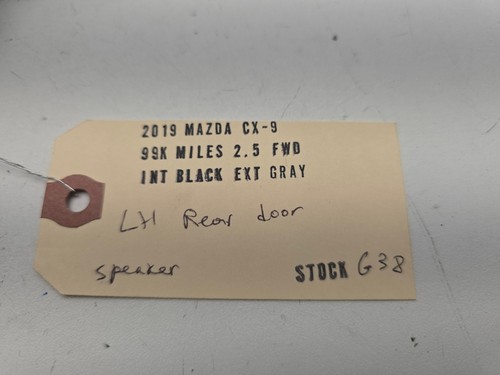 2019 MAZDA CX-9
99K MILES 2.5 FWD
INT BLACK EXT GRAY
LH Rear door
speaker
STOCK G38